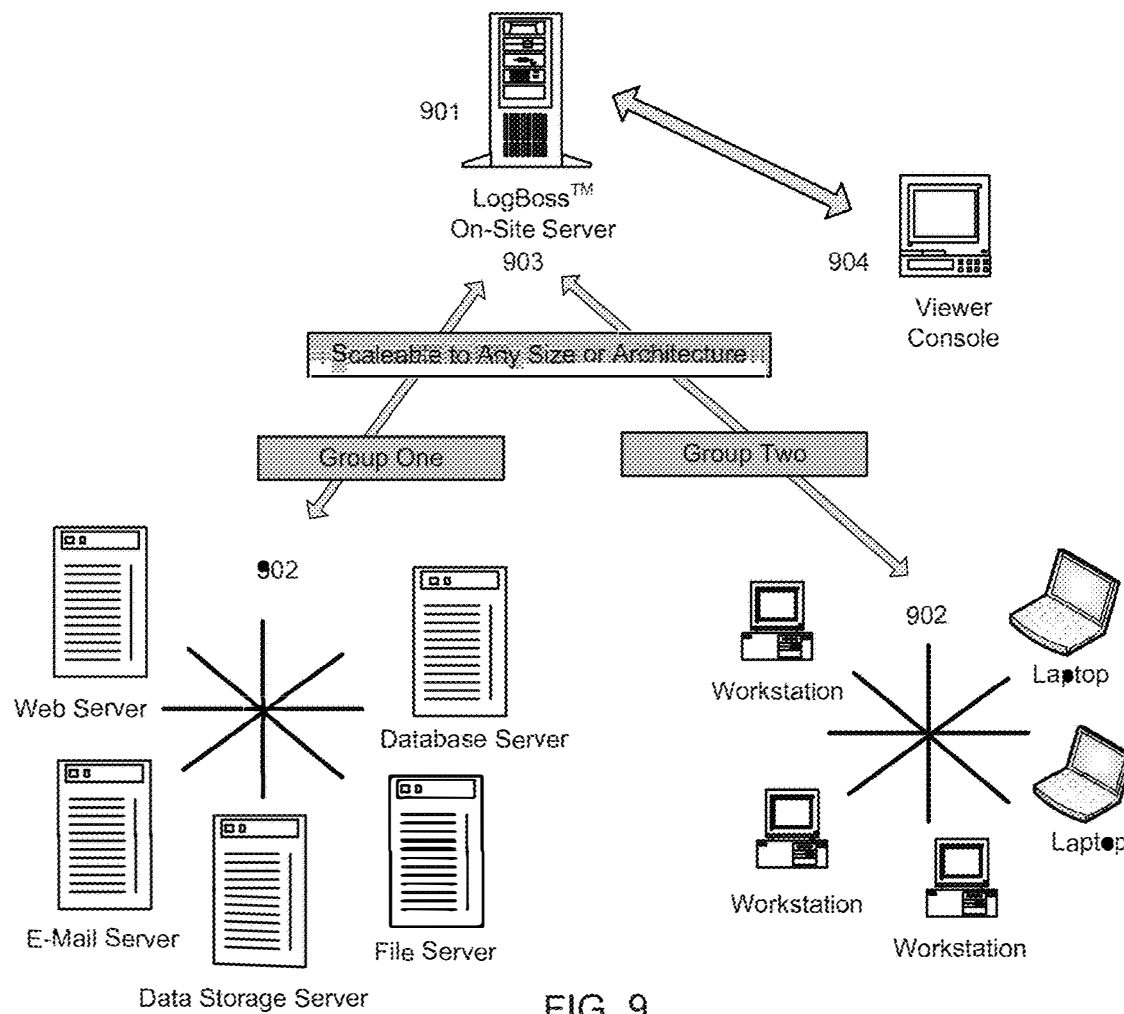 901
LogBoss™
On-Site Server
903
904
Viewer
Console
Scaleable to Any Size or Architecture
Group One
Group Two
902
Web Server
Database Server
E-Mail Server
File Server
Data Storage Server
902
Workstation
Laptop
Laptop
Workstation
Workstation
FIG. 9